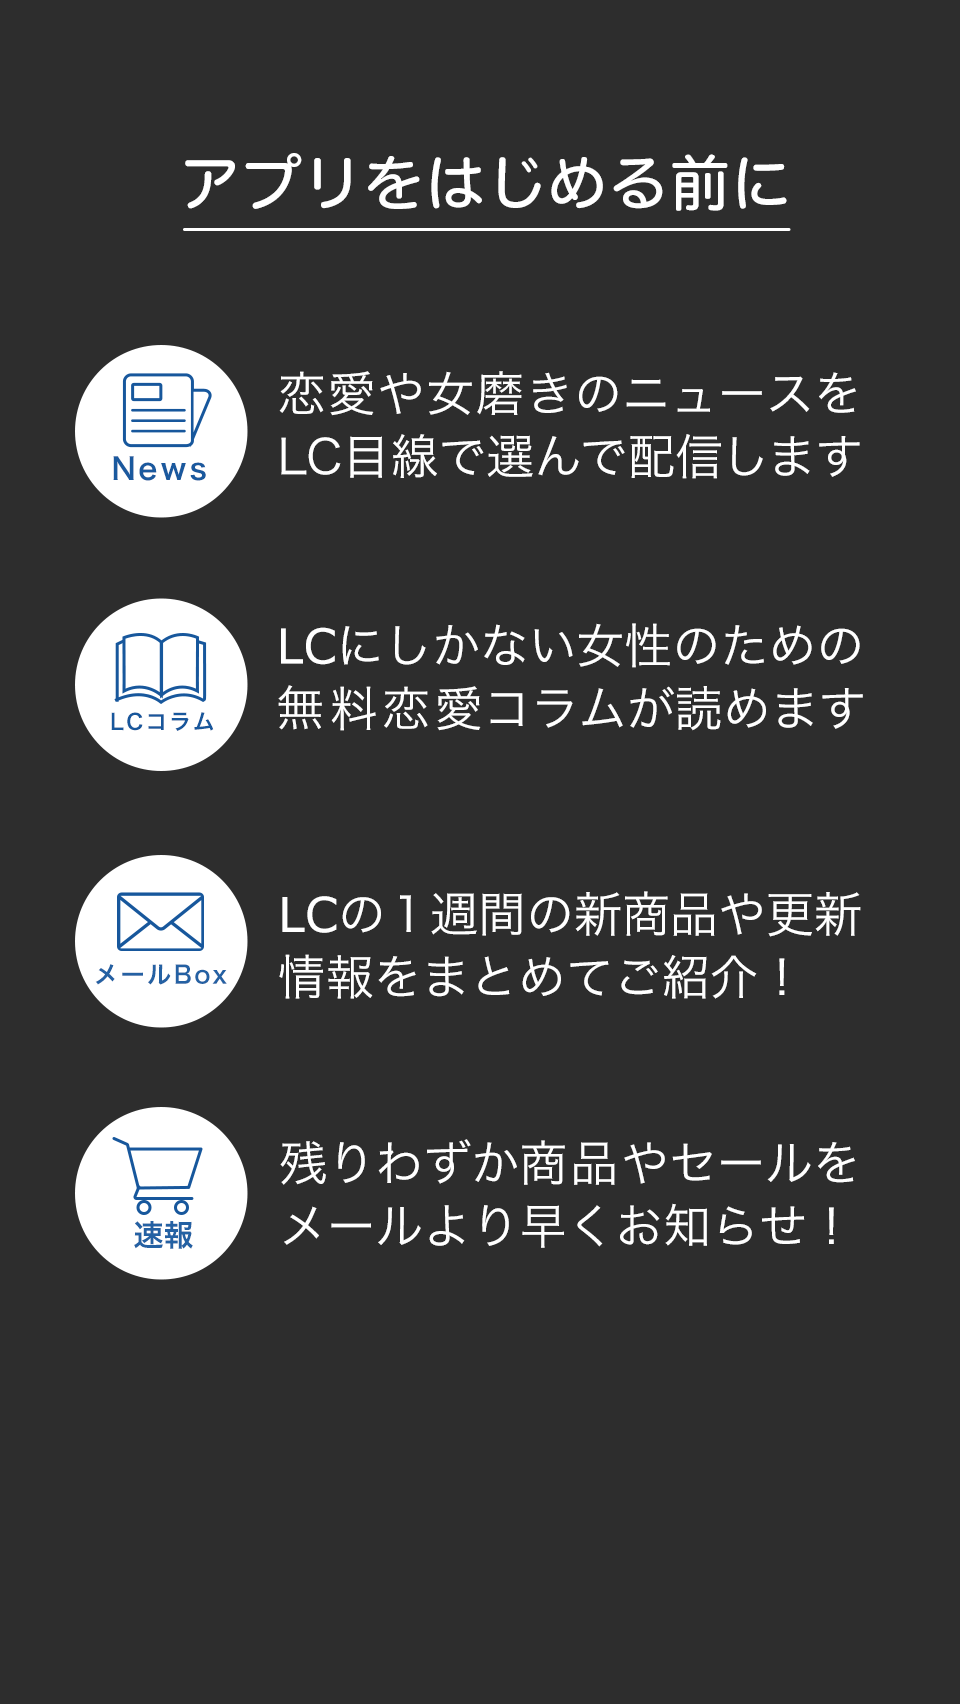 アプリをはじめる前に
News
恋愛や女磨きのニュースを
LC目線で選んで配信します
LCコラム
LCにしかない女性のための
無料恋愛コラムが読めます
メールBox
LCの１週間の新商品や更新
情報をまとめてご紹介！
速報
残りわずか商品やセールを
メールより早くお知らせ！